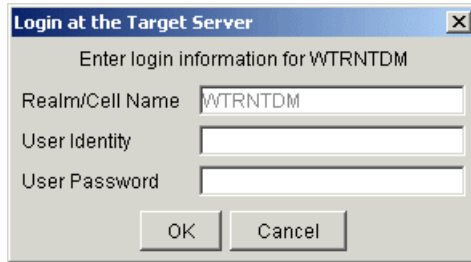 Login at the Target Server
Enter login information for WTRNTDM
Realm/Cell Name WTRNTDM
User Identity
User Password
OK Cancel